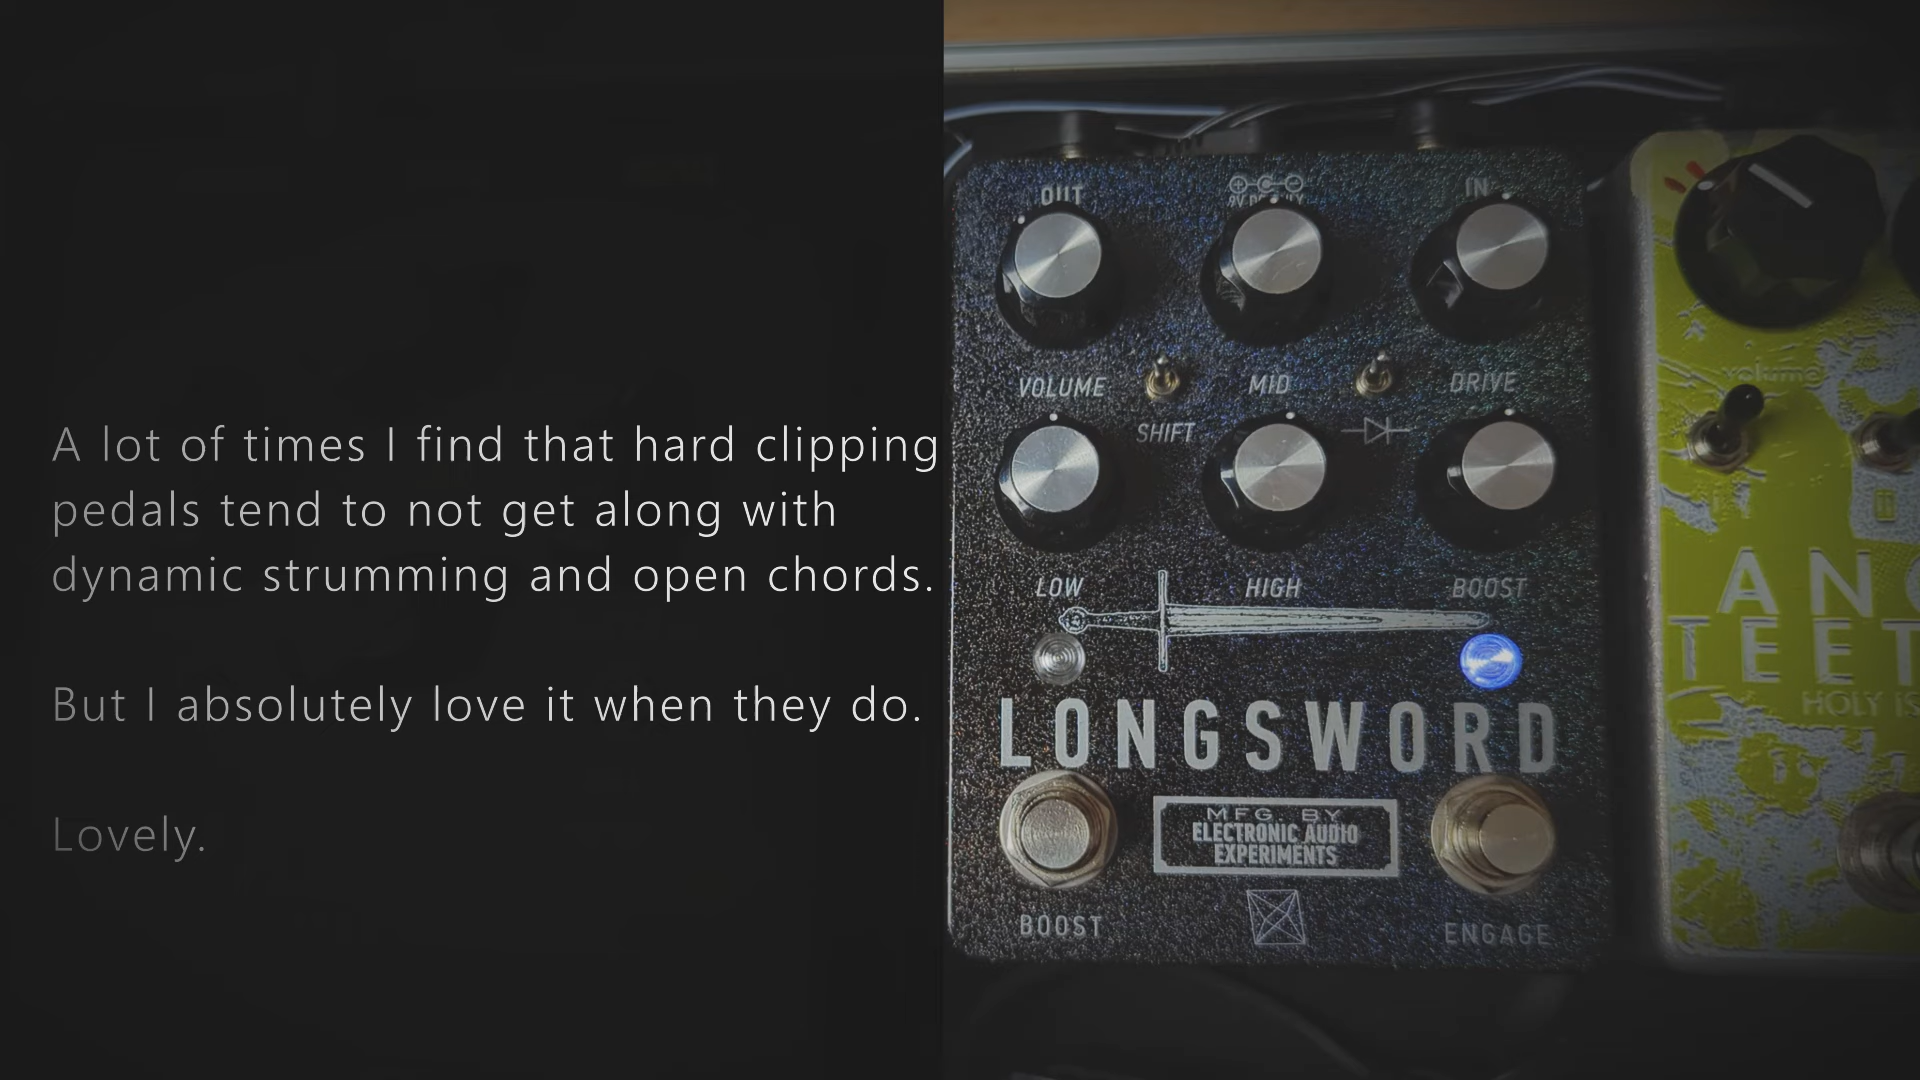 A lot of times I find that hard clipping
pedals tend to not get along with
dynamic strumming and open chords.
But I absolutely love it when they do.
Lovely.
OUT
IN
VOLUME
MID
DRIVE
SHIFT
LOW
HIGH
BOOST
LONGSWORD
MFG. BY
ELECTRONIC AUDIO
EXPERIMENTS
BOOST
ENGAGE
volume